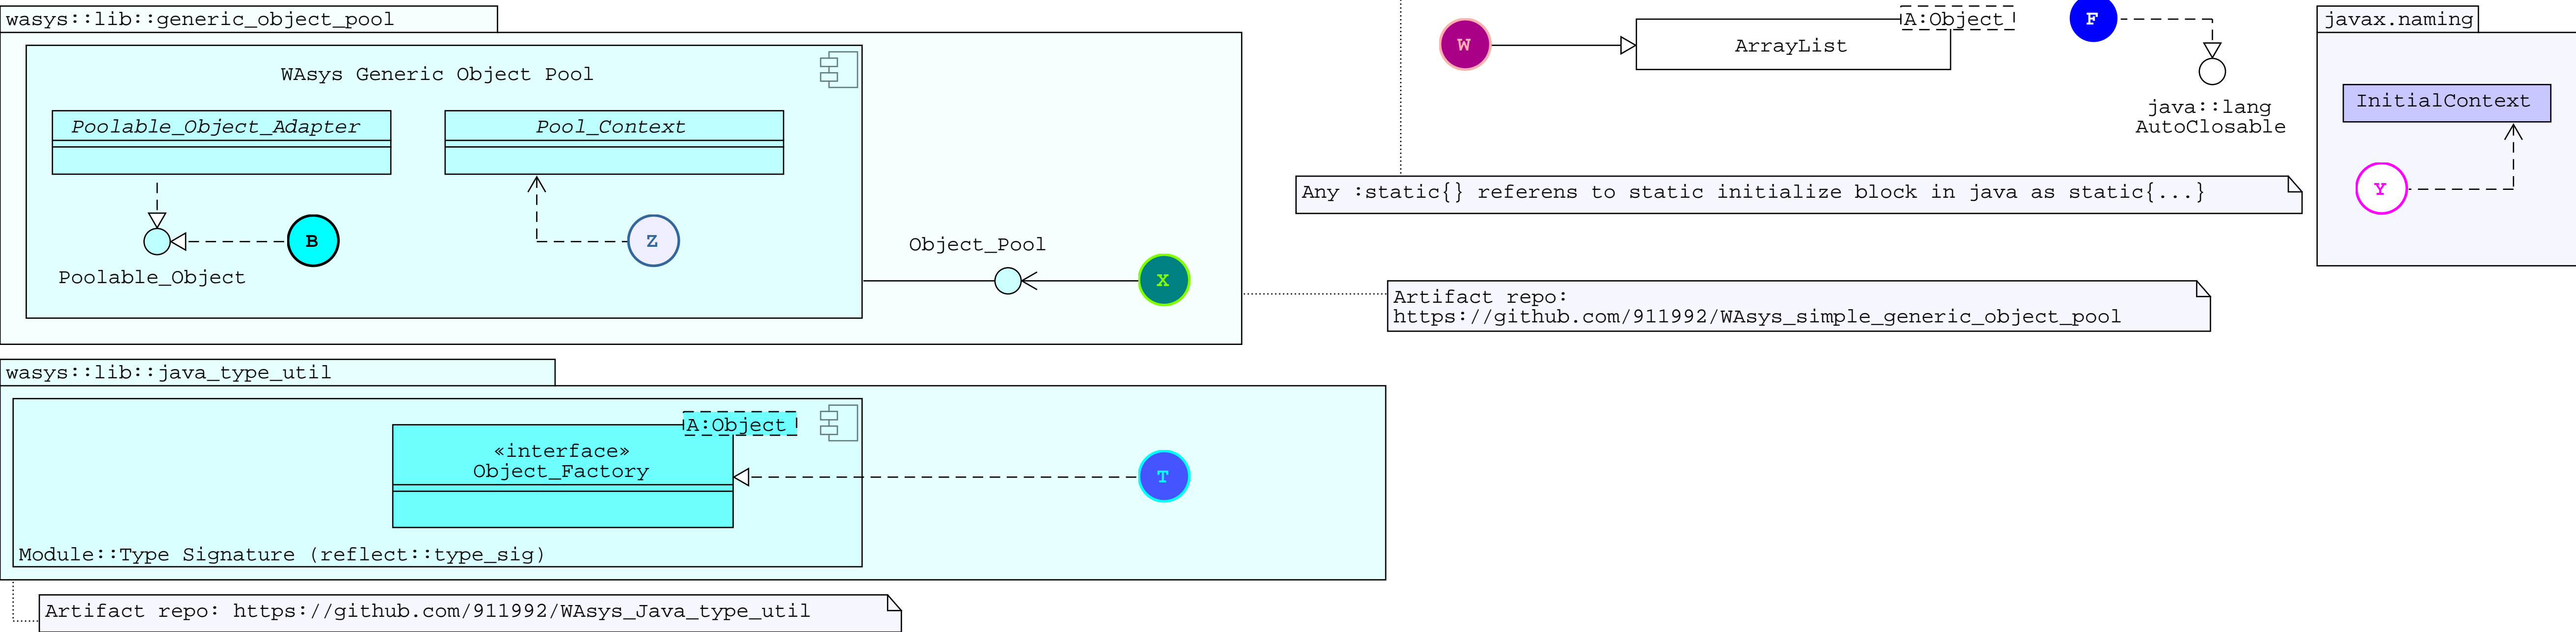 wasys::lib::generic_object_pool
WAsys Generic Object Pool
Poolable_Object_Adapter
Pool_Context
B
Z
Poolable_Object
Object_Pool
X
W
A:Object
ArrayList
F
java::lang
AutoClosable
javax.naming
InitialContext
Y
Any :static{} referens to static initialize block in java as static{...}
Artifact repo:
https://github.com/911992/WAsys_simple_generic_object_pool
wasys::lib::java_type_util
A:Object
«interface»
Object_Factory
T
Module::Type Signature (reflect::type_sig)
Artifact repo: https://github.com/911992/WAsys_Java_type_util